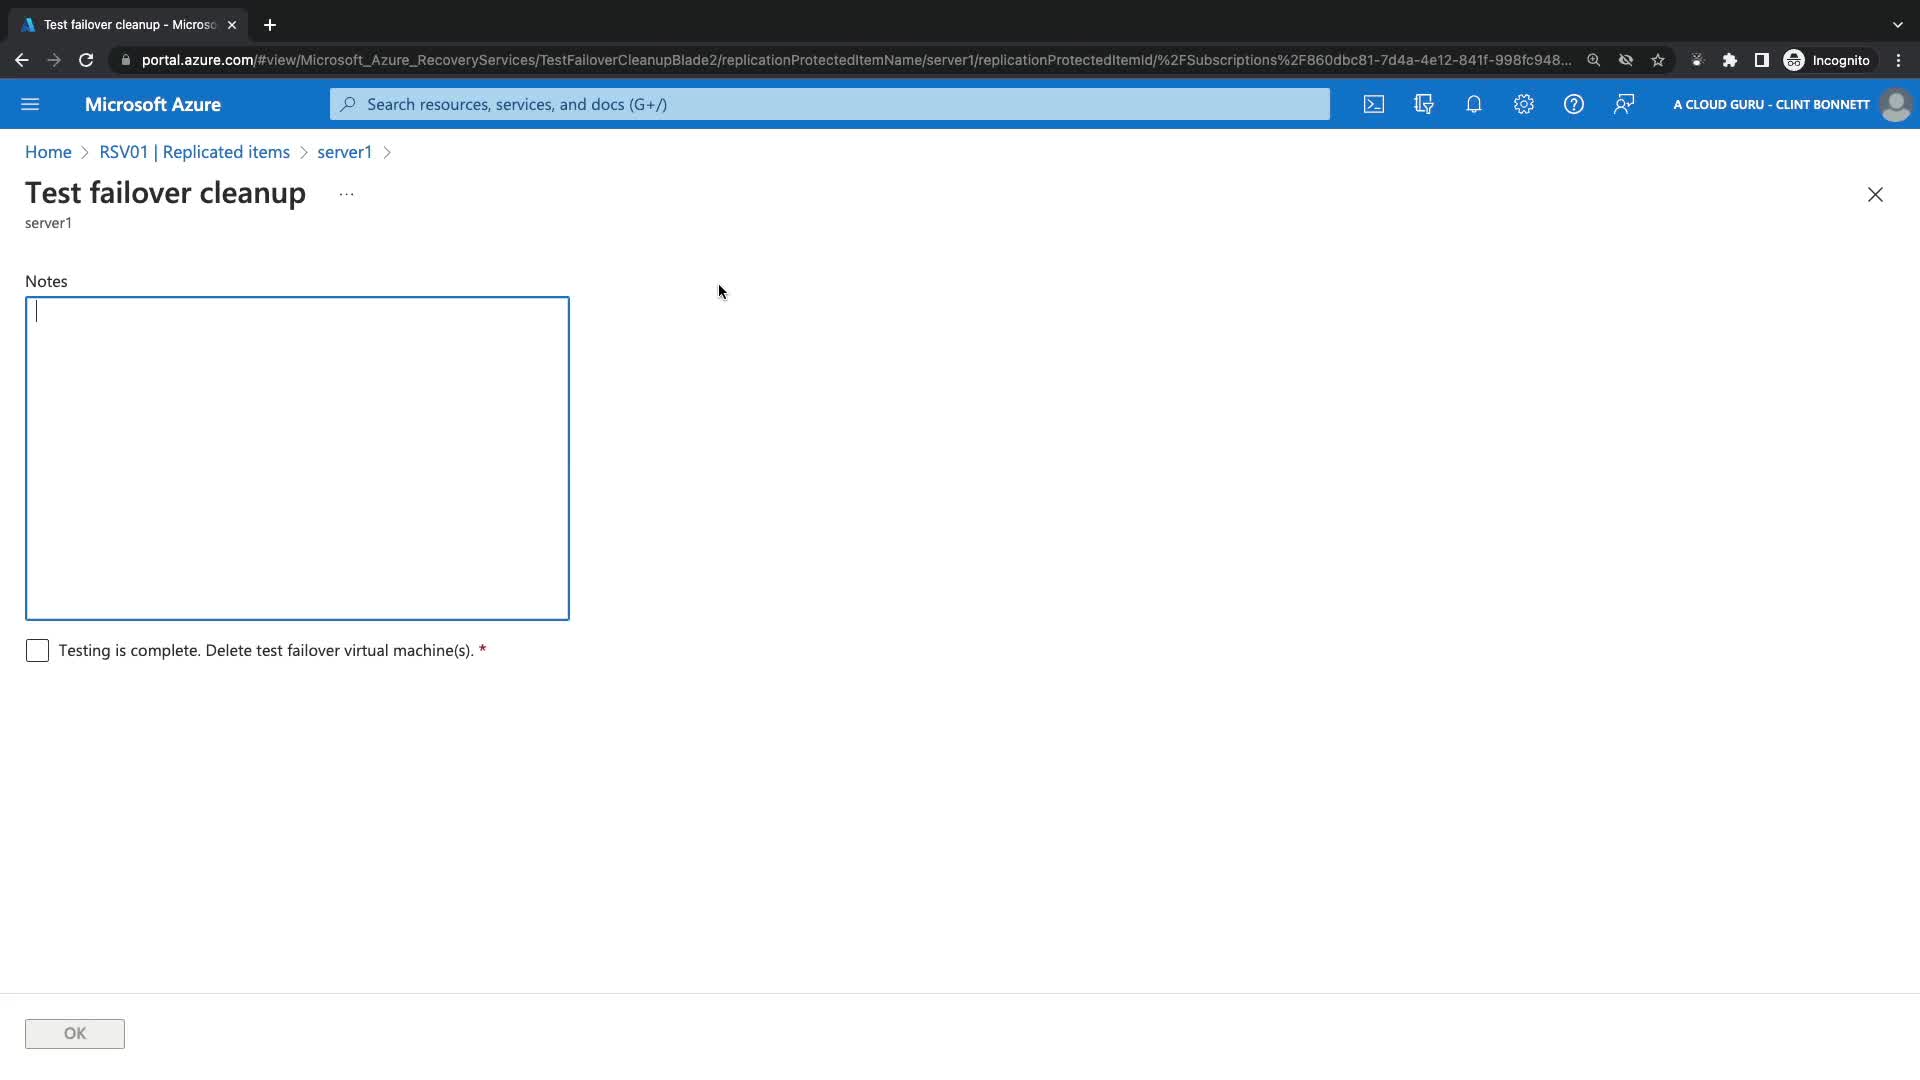 Test failover cleanup - Microso
portal.azure.com/#view/Microsoft_Azure_RecoveryServices/TestFailoverCleanupBlade2/replicationProtectedItemName/server1/replicationProtectedItemId/%2FSubscriptions%2F860dbc81-7d4a-4e12-841f-998fc948...
Incognito
Microsoft Azure
Search resources, services, and docs (G+/)
A CLOUD GURU - CLINT BONNETT
Home > RSV01 | Replicated items > server1 >
Test failover cleanup ...
server1
Notes
Testing is complete. Delete test failover virtual machine(s). *
OK